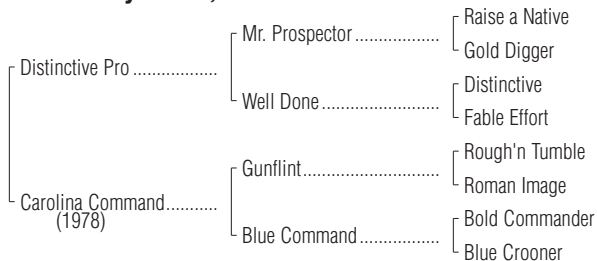 Raise a Native
Mr. Prospector ..................
Gold Digger
Distinctive Pro ..................
Distinctive
Well Done .........................
Fable Effort
Rough'n Tumble
Gunflint .............................
Roman Image
Carolina Command ...........
(1978)
Bold Commander
Blue Command .................
Blue Crooner